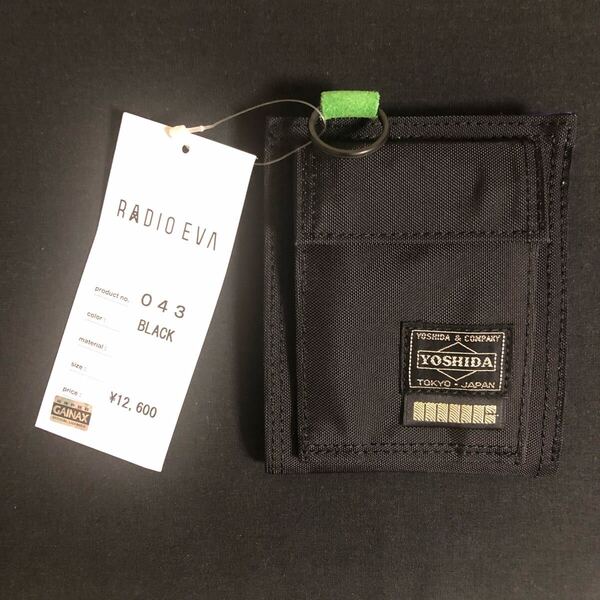 RADIO EVA
product no. 043
color : BLACK
material :
size :
price : ¥12,600
GAINAX
YOSHIDA & COMPANY
YOSHIDA
TOKYO - JAPAN